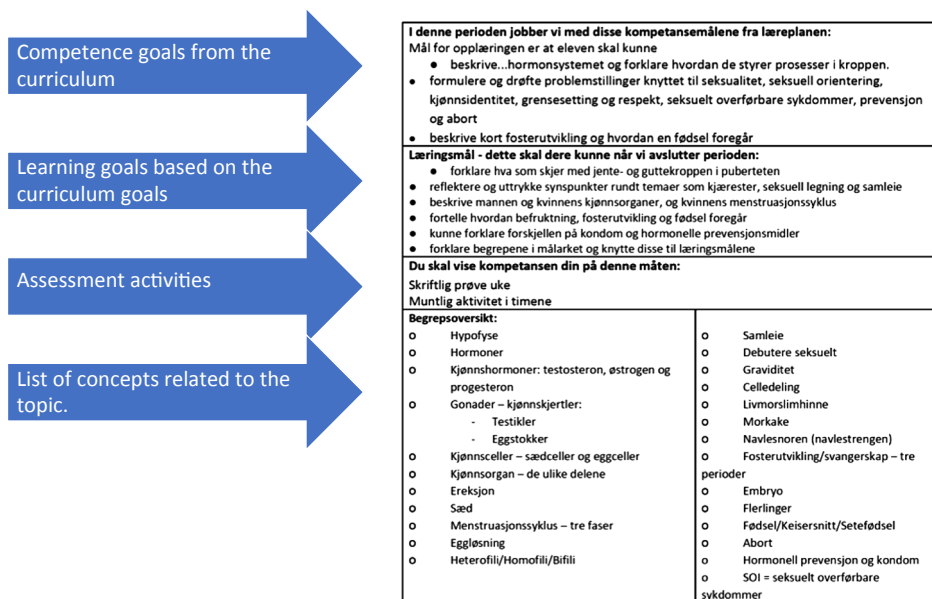 Competence goals from the
curriculum
Learning goals based on the
curriculum goals
Assessment activities
List of concepts related to the
topic.
I denne perioden jobber vi med disse kompetansemålene fra læreplanen:
Mål for opplæringen er at eleven skal kunne
● beskrive...hormonsystemet og forklare hvordan de styrer prosesser i kroppen.
● formulere og drøfte problemstillinger knyttet til seksualitet, seksuell orientering,
kjønnsidentitet, grensesetting og respekt, seksuelt overførbare sykdommer, prevensjon
og abort
● beskrive kort fosterutvikling og hvordan en fødsel foregår
Læringsmål - dette skal dere kunne når vi avslutter perioden:
● forklare hva som skjer med jente- og guttekroppen i puberteten
● reflektere og uttrykke synspunkter rundt temaer som kjærester, seksuell legning og samleie
● beskrive mannen og kvinnens kjønnsorganer, og kvinnens menstruasjonssyklus
● fortelle hvordan befruktning, fosterutvikling og fødsel foregår
● kunne forklare forskjellen på kondom og hormonelle prevensjonsmidler
● forklare begrepene i målarket og knytte disse til læringsmålene
Du skal vise kompetansen din på denne måten:
Skriftlig prøve uke
Muntlig aktivitet i timene
Begrepsoversikt:
o Hypofyse
o Hormoner
o Kjønnshormoner: testosteron, østrogen og
progesteron
o Gonader – kjønnskjertler:
- Testikler
- Eggstokker
o Kjønnsceller – sædceller og eggceller
o Kjønnsorgan – de ulike delene
o Ereksjon
o Sæd
o Menstruasjonssyklus – tre faser
o Eggløsning
o Heterofili/Homofili/Bifili
o Samleie
o Debutere seksuelt
o Graviditet
o Celledeling
o Livmorslimhinne
o Morkake
o Navlesnoren (navlestrengen)
o Fosterutvikling/svangerskap – tre
perioder
o Embryo
o Flerlinger
o Fødsel/Keisersnitt/Setefødsel
o Abort
o Hormonell prevensjon og kondom
o SOI = seksuelt overførbare
sykdommer